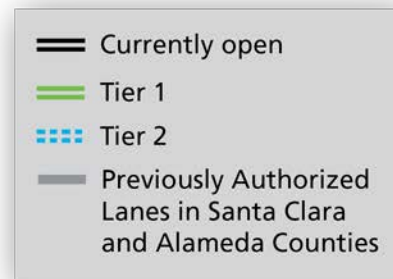 Currently open
Tier 1
Tier 2
Previously Authorized
Lanes in Santa Clara
and Alameda Counties